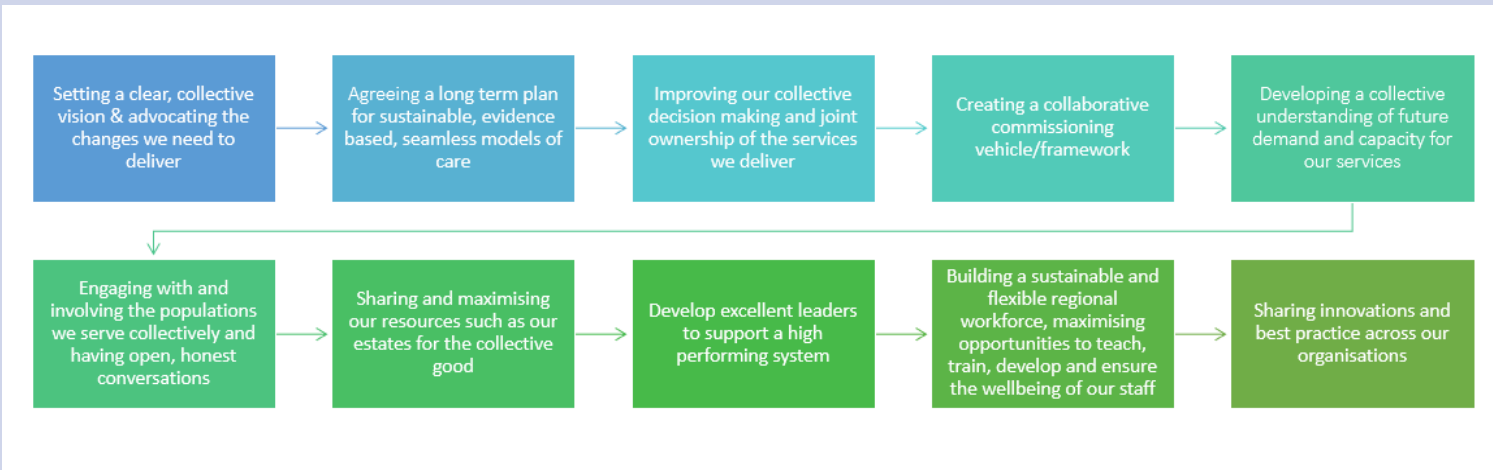 Setting a clear, collective
vision & advocating the
changes we need to
deliver
Agreeing a long term plan
for sustainable, evidence
based, seamless models of
care
Improving our collective
decision making and joint
ownership of the services
we deliver
Creating a collaborative
commissioning
vehicle/framework
Developing a collective
understanding of future
demand and capacity for
our services
Engaging with and
involving the populations
we serve collectively and
having open, honest
conversations
Sharing and maximising
our resources such as our
estates for the collective
good
Develop excellent leaders
to support a high
performing system
Building a sustainable and
flexible regional
workforce, maximising
opportunities to teach,
train, develop and ensure
the wellbeing of our staff
Sharing innovations and
best practice across our
organisations